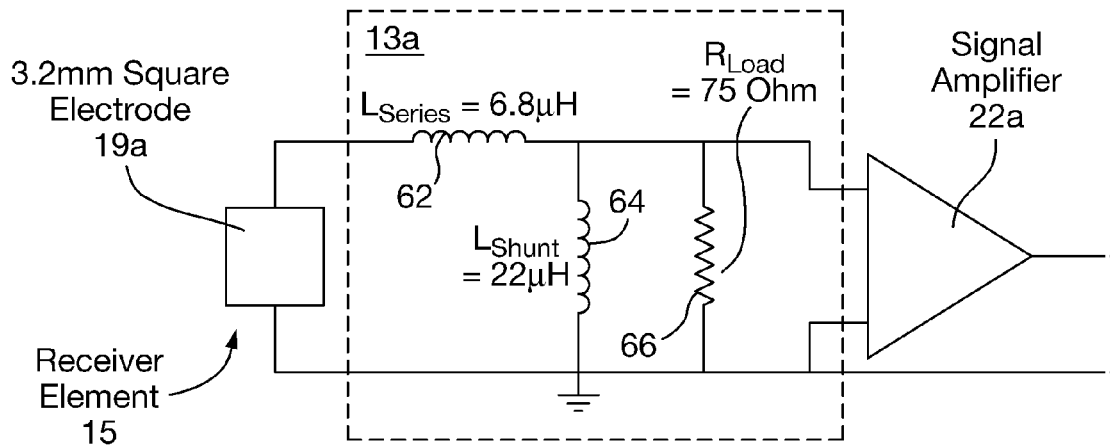 13a
3.2mm Square
Electrode
19a
L_Series = 6.8μH
62
R_Load
= 75 Ohm
Signal
Amplifier
22a
64
L_Shunt
= 22μH
66
Receiver
Element
15